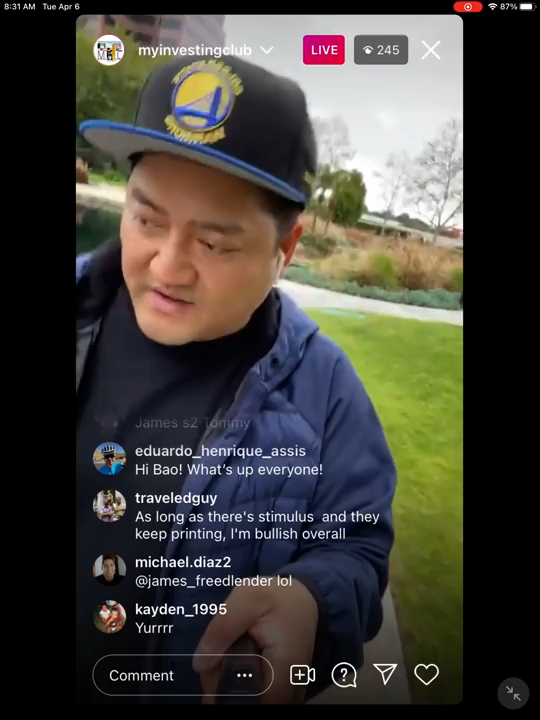 8:31 AM Tue Apr 6
87%
myinvestingclub
LIVE
245
James s2 Tommy
eduardo_henrique_assis
Hi Bao! What's up everyone!
traveledguy
As long as there's stimulus and they
keep printing, I'm bullish overall
michael.diaz2
@james_freedlender lol
kayden_1995
Yurrrr
Comment